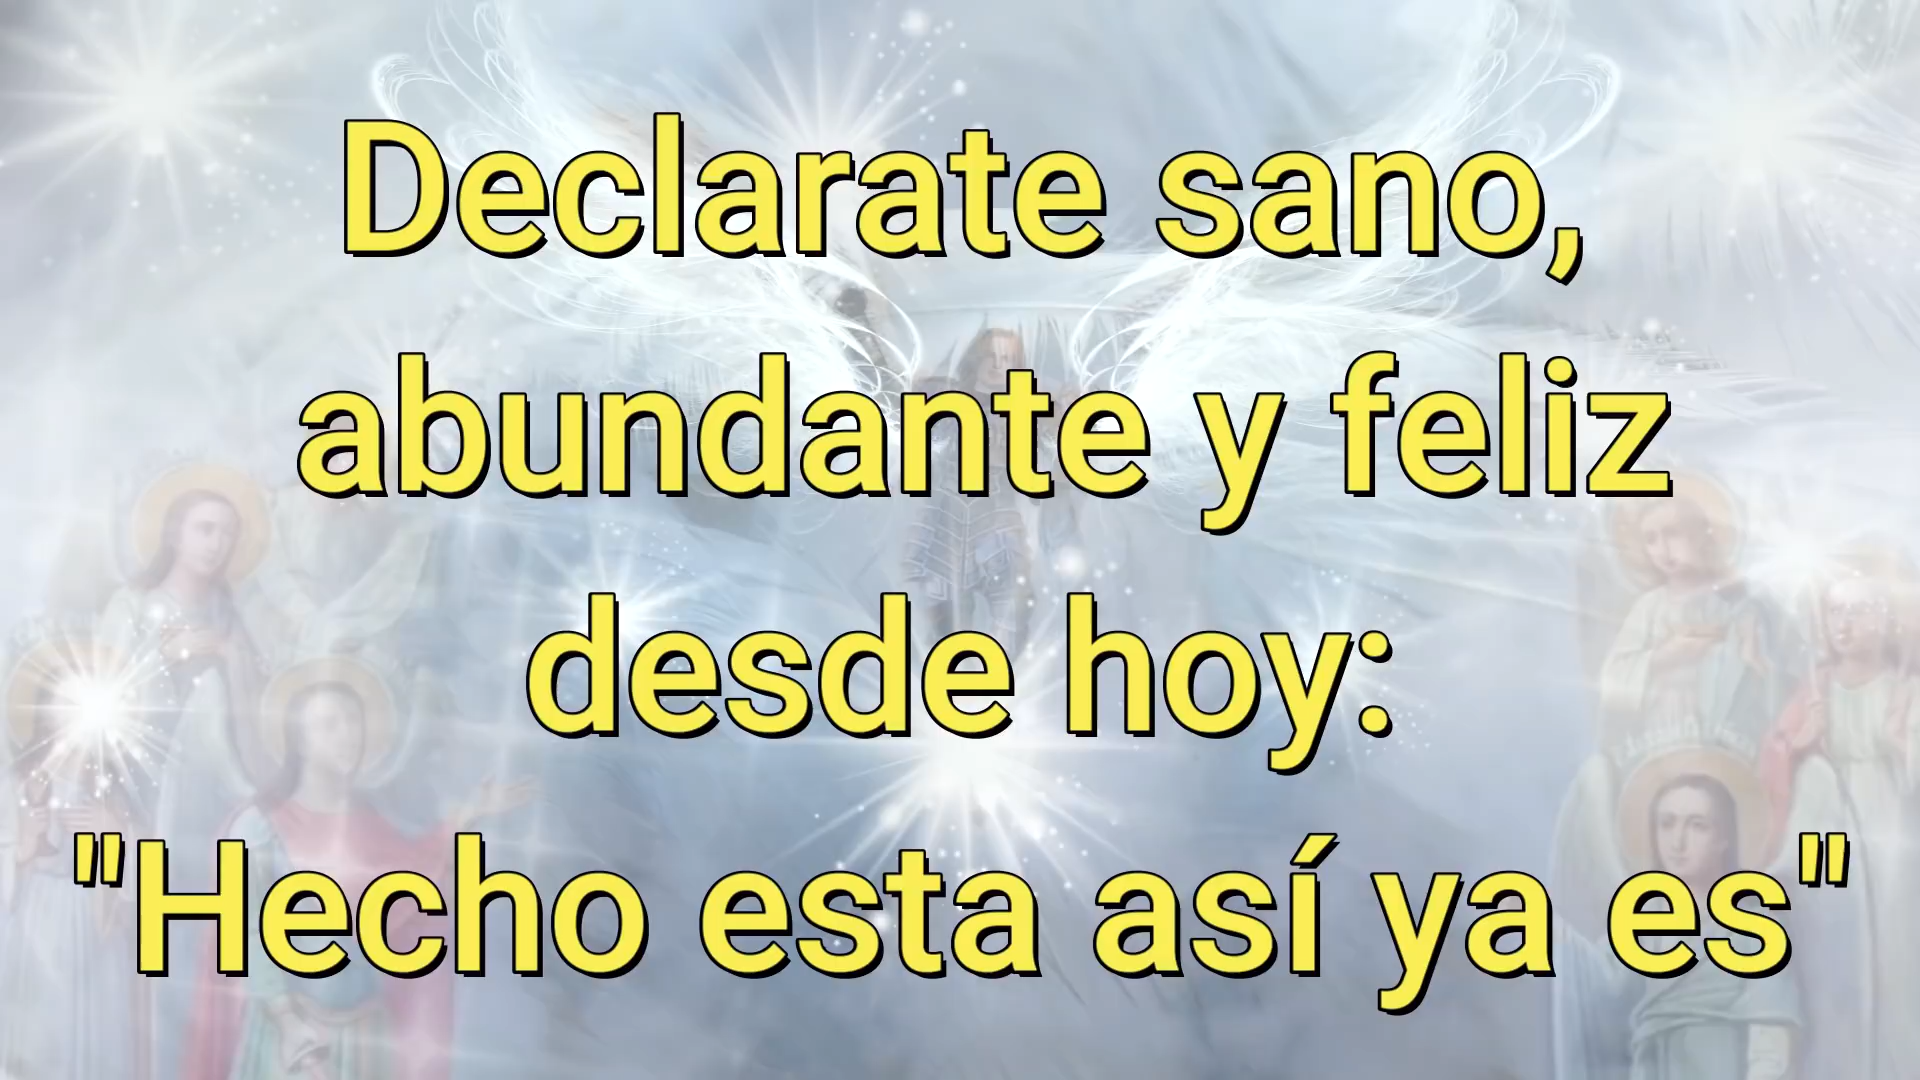 Declarate sano,
abundante y feliz
desde hoy:
"Hecho esta así ya es"